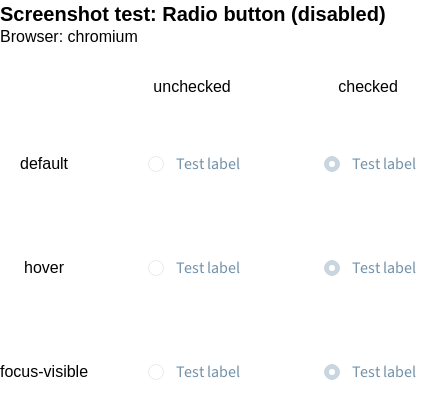 Screenshot test: Radio button (disabled)
Browser: chromium
unchecked checked
default Test label Test label
hover Test label Test label
focus-visible Test label Test label